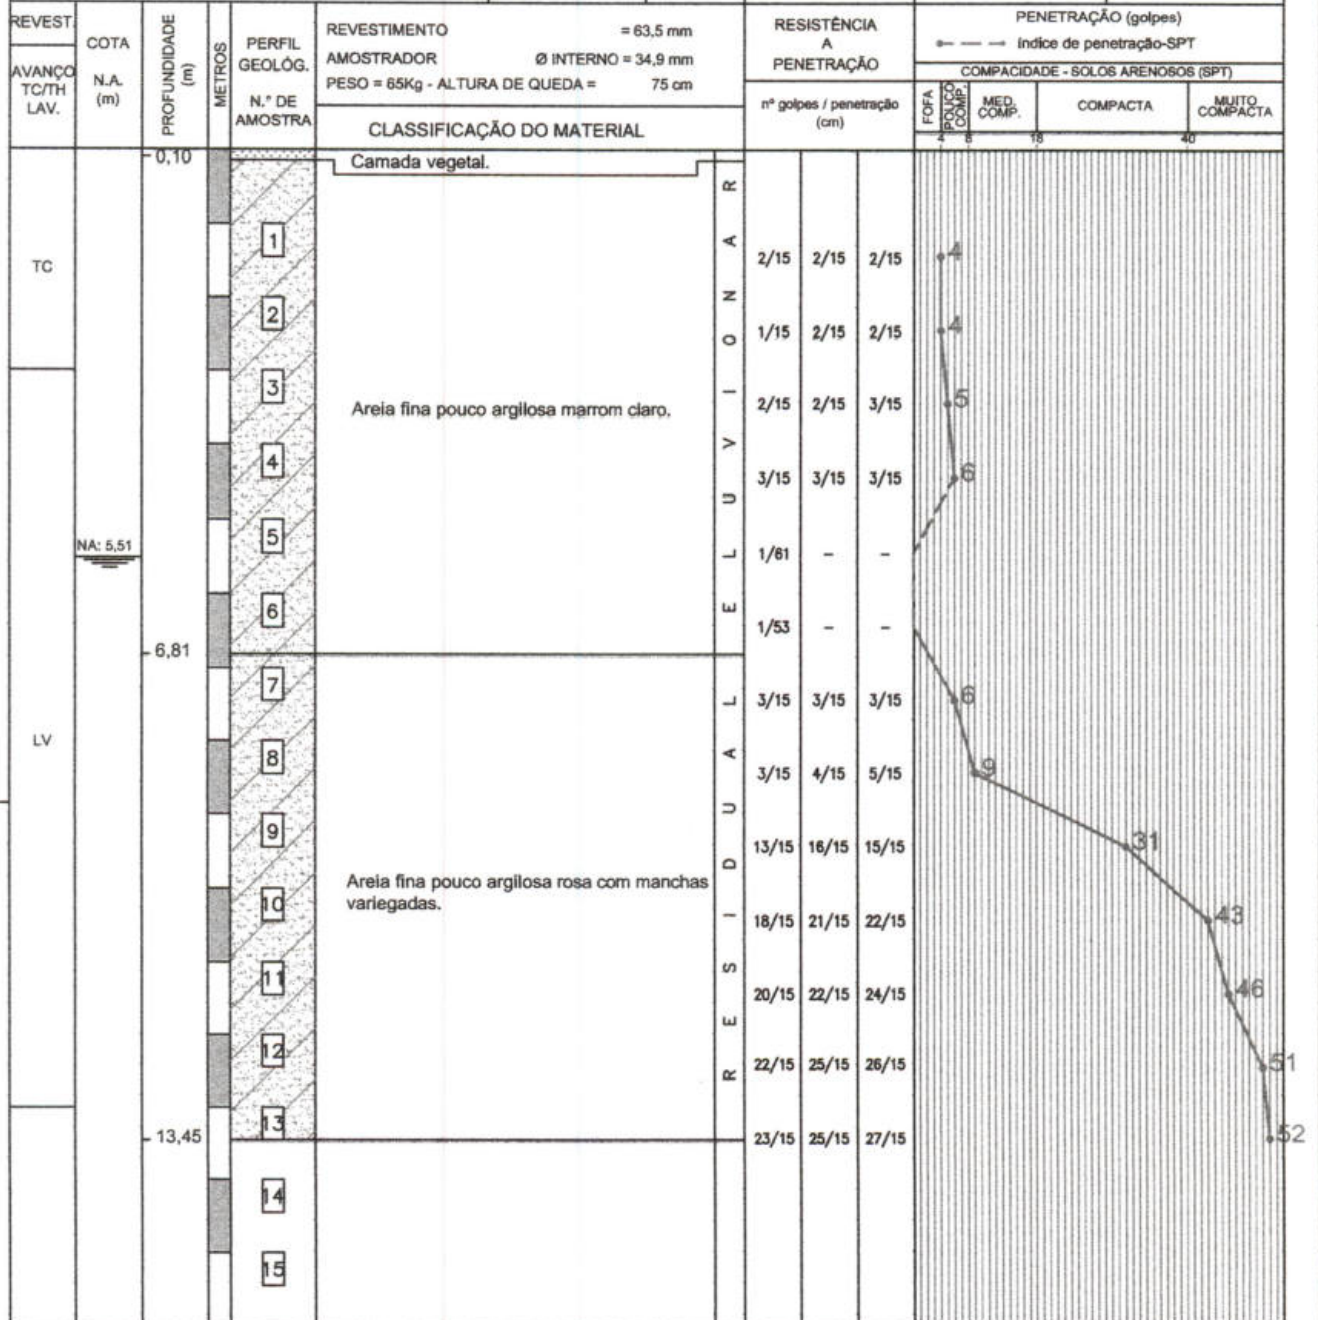 REVEST.
AVANÇO
TC/TH
LAV.
COTA
N.A.
(m)
PROFUNDIDADE
(m)
METROS
PERFIL
GEOLÓG.
N.° DE
AMOSTRA
REVESTIMENTO = 63,5 mm
AMOSTRADOR Ø INTERNO = 34,9 mm
PESO = 65Kg - ALTURA DE QUEDA = 75 cm
CLASSIFICAÇÃO DO MATERIAL
RESISTÊNCIA
A
PENETRAÇÃO
nº golpes / penetração
(cm)
PENETRAÇÃO (golpes)
índice de penetração-SPT
COMPACIDADE - SOLOS ARENOSOS (SPT)
FOFA
POUCO
COMP.
MED.
COMP.
COMPACTA
MUITO
COMPACTA
4 8 18 40
0,10
Camada vegetal.
1
TC
2/15 2/15 2/15
4
2
1/15 2/15 2/15
4
3
Areia fina pouco argilosa marrom claro.
2/15 2/15 3/15
5
4
3/15 3/15 3/15
6
5
NA: 5,51
1/61 - -
6
1/53 - -
ELUVIONAR
6,81
7
3/15 3/15 3/15
6
LV
8
3/15 4/15 5/15
9
9
13/15 16/15 15/15
31
Areia fina pouco argilosa rosa com manchas
variegadas.
10
18/15 21/15 22/15
43
11
20/15 22/15 24/15
46
12
22/15 25/15 26/15
51
RESIDUAL
13
13,45
23/15 25/15 27/15
52
14
15